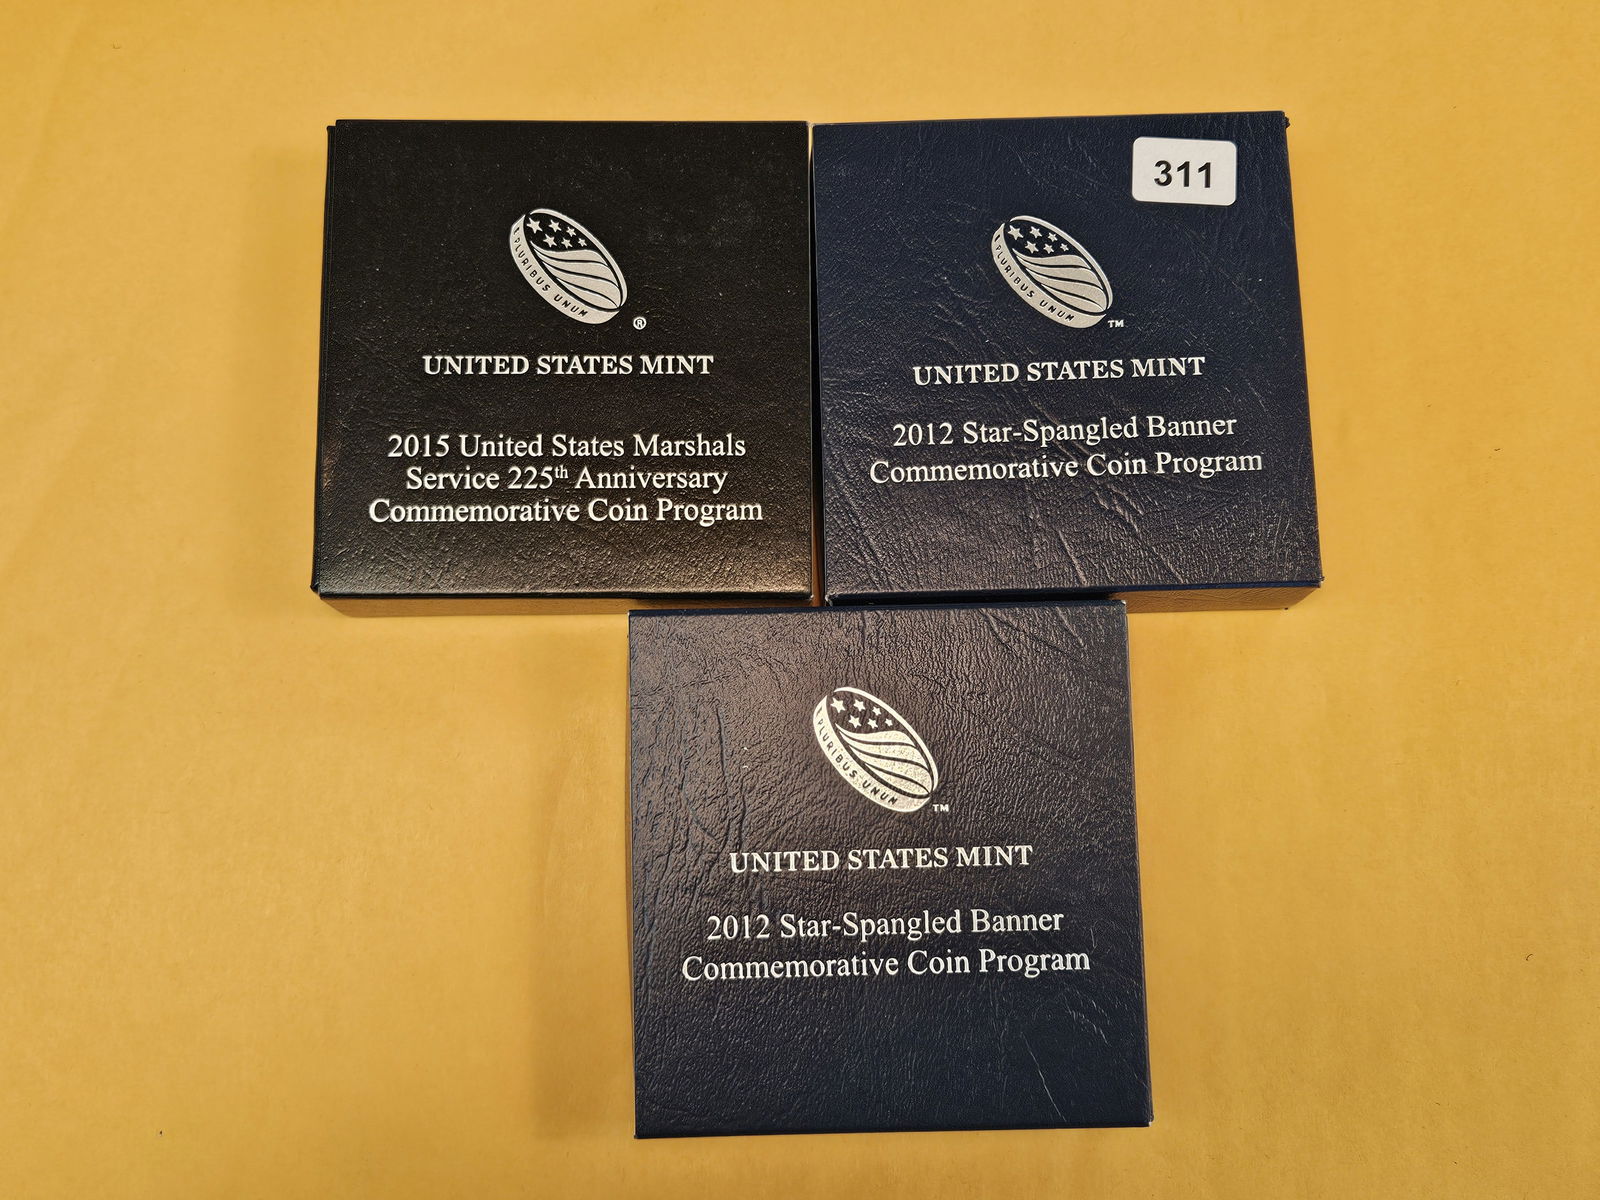 E PLURIBUS UNUM
®
UNITED STATES MINT
2015 United States Marshals
Service 225th Anniversary
Commemorative Coin Program
311
E PLURIBUS UNUM
TM
UNITED STATES MINT
2012 Star-Spangled Banner
Commemorative Coin Program
E PLURIBUS UNUM
TM
UNITED STATES MINT
2012 Star-Spangled Banner
Commemorative Coin Program